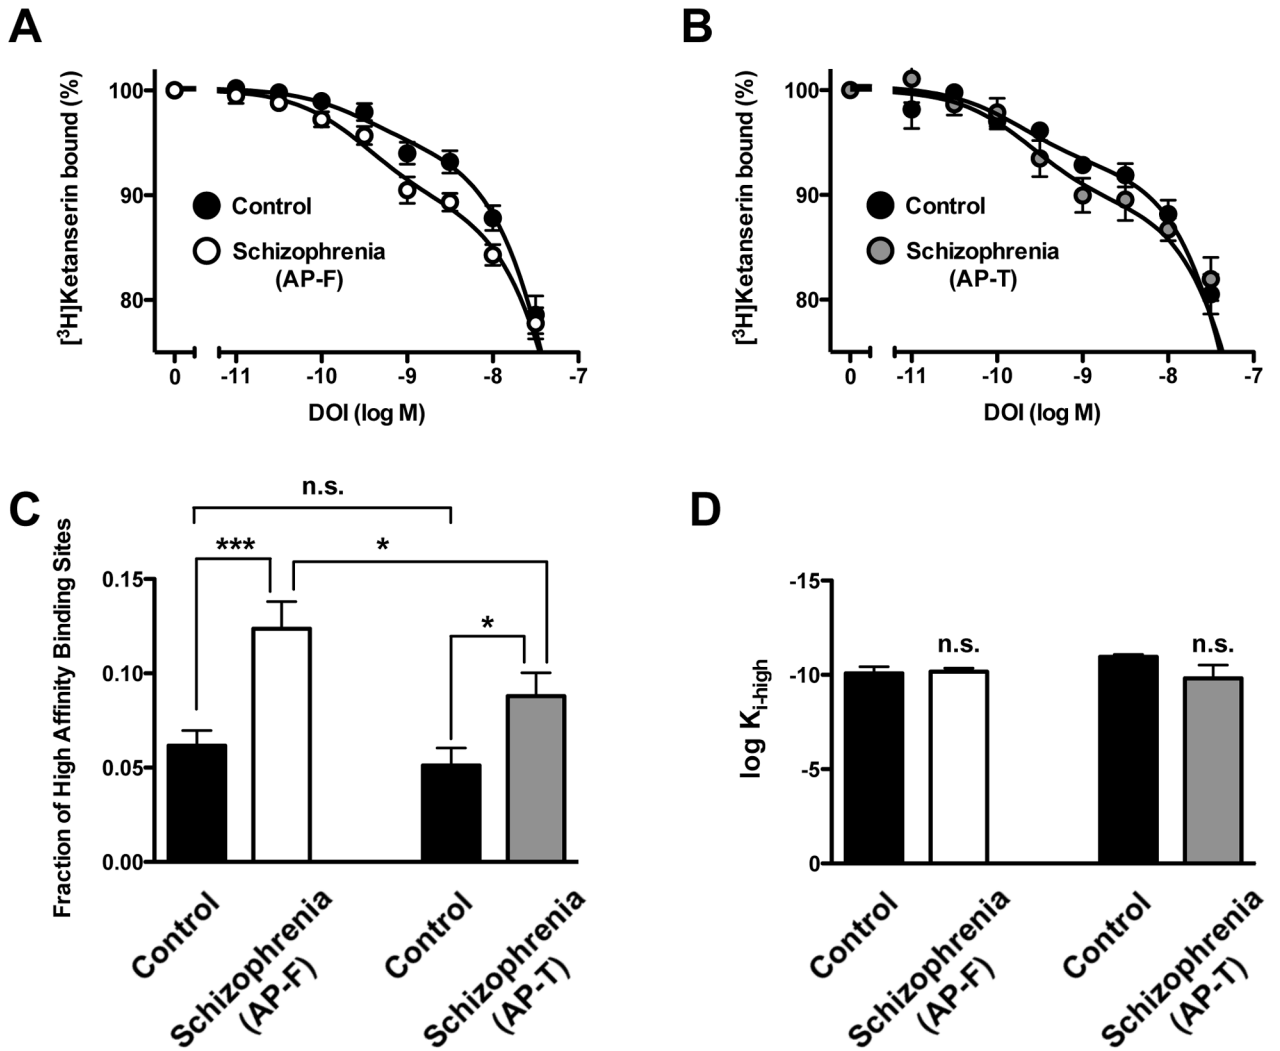 A
[³H]Ketanserin bound (%)
100
90
80
Control
Schizophrenia
(AP-F)
0
-11
-10
-9
-8
-7
DOI (log M)
B
[³H]Ketanserin bound (%)
100
90
80
Control
Schizophrenia
(AP-T)
0
-11
-10
-9
-8
-7
DOI (log M)
C
Fraction of High Affinity Binding Sites
n.s.
***
*
*
0.15
0.10
0.05
0.00
Control
Schizophrenia
(AP-F)
Control
Schizophrenia
(AP-T)
D
log Ki-high
-15
-10
-5
0
n.s.
n.s.
Control
Schizophrenia
(AP-F)
Control
Schizophrenia
(AP-T)